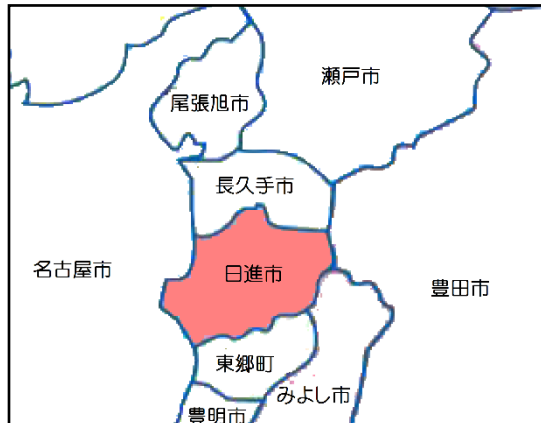 瀬戸市
尾張旭市
長久手市
名古屋市
日進市
豊田市
東郷町
みよし市
豊明市